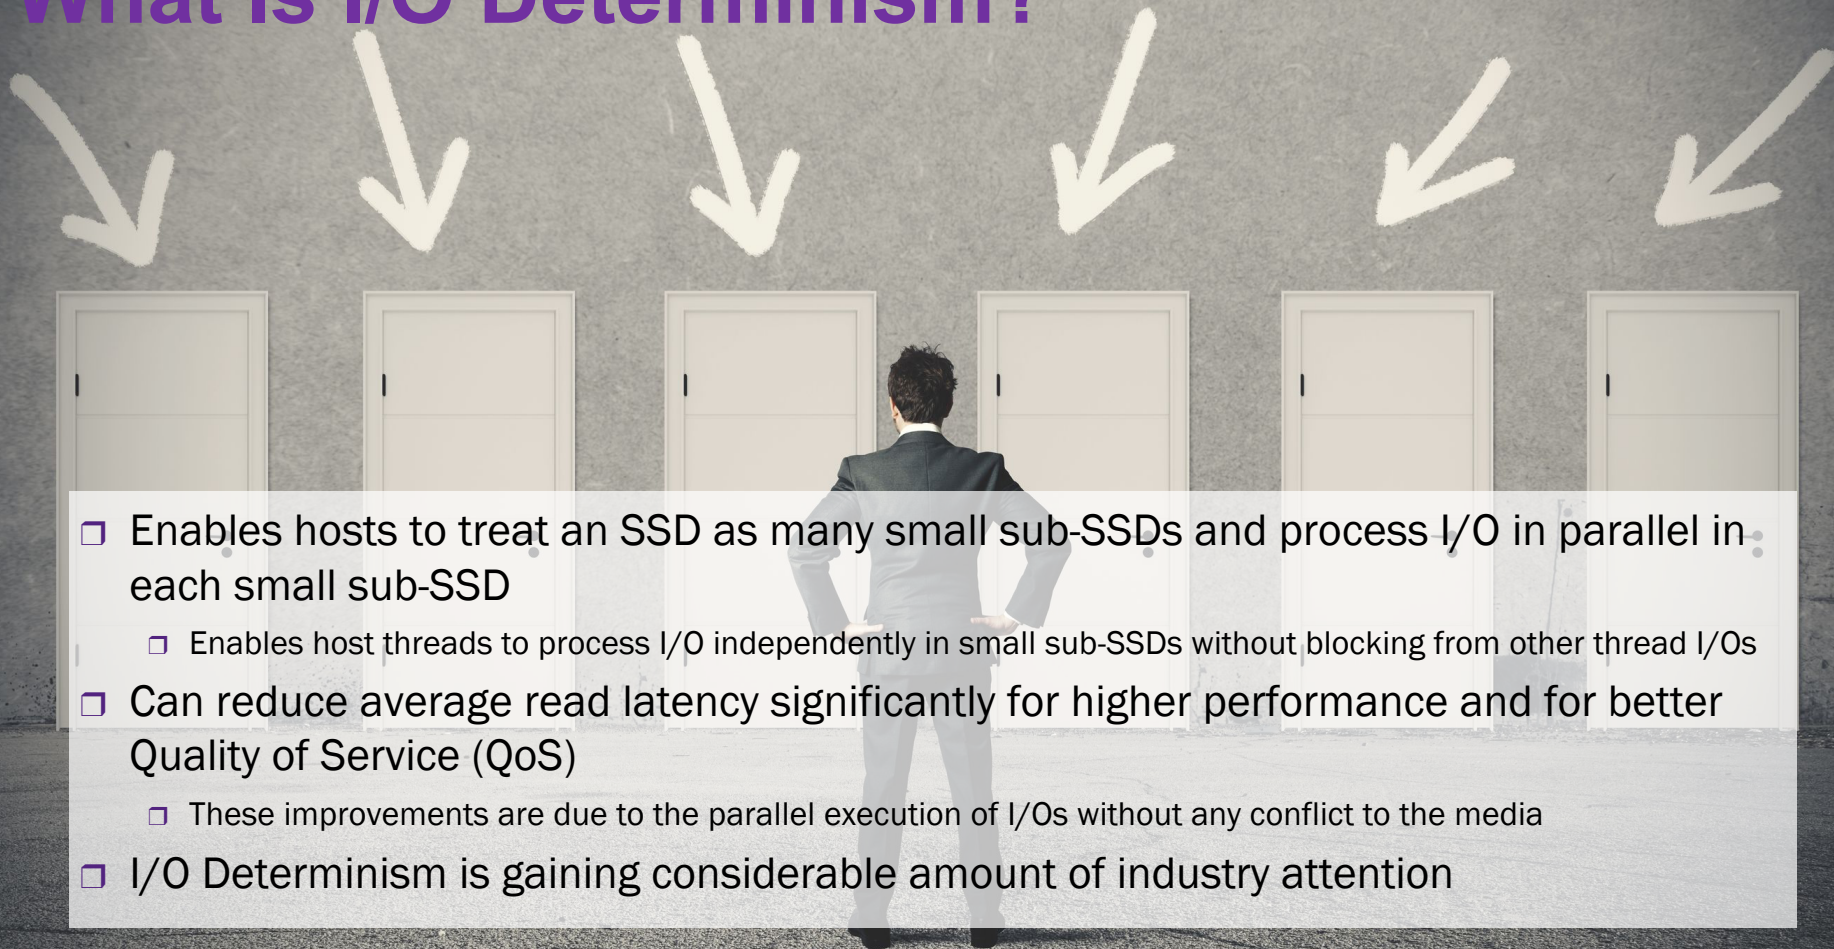 What is I/O Determinism?
❒ Enables hosts to treat an SSD as many small sub-SSDs and process I/O in parallel in
each small sub-SSD
❒ Enables host threads to process I/O independently in small sub-SSDs without blocking from other thread I/Os
❒ Can reduce average read latency significantly for higher performance and for better
Quality of Service (QoS)
❒ These improvements are due to the parallel execution of I/Os without any conflict to the media
❒ I/O Determinism is gaining considerable amount of industry attention